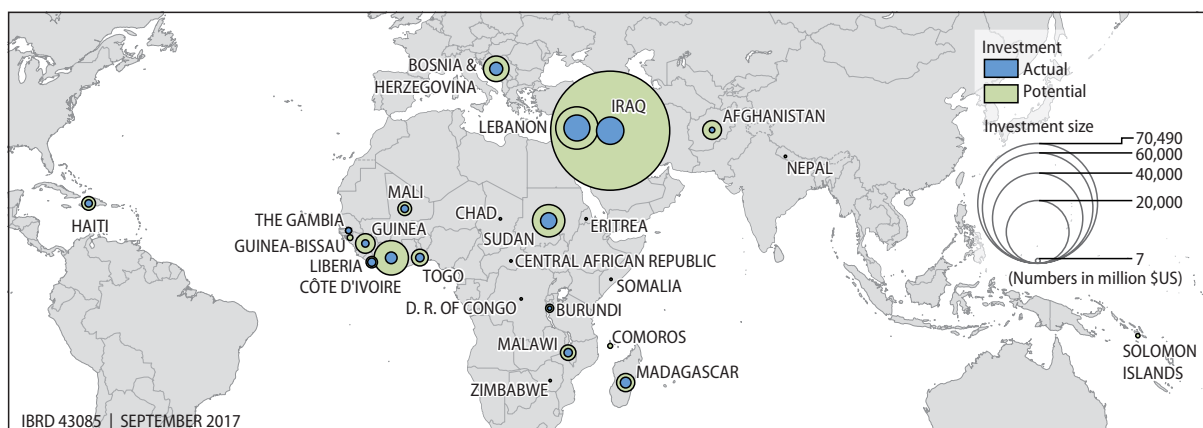 BOSNIA &
HERZEGOVINA
IRAQ
LEBANON
AFGHANISTAN
NEPAL
HAITI
MALI
THE GAMBIA
GUINEA
GUINEA-BISSAU
LIBERIA
CÔTE D'IVOIRE
TOGO
CHAD
SUDAN
ERITREA
CENTRAL AFRICAN REPUBLIC
SOMALIA
D. R. OF CONGO
BURUNDI
MALAWI
COMOROS
MADAGASCAR
ZIMBABWE
SOLOMON
ISLANDS
Investment
Actual
Potential
Investment size
70,490
60,000
40,000
20,000
7
(Numbers in million $US)
IBRD 43085 | SEPTEMBER 2017